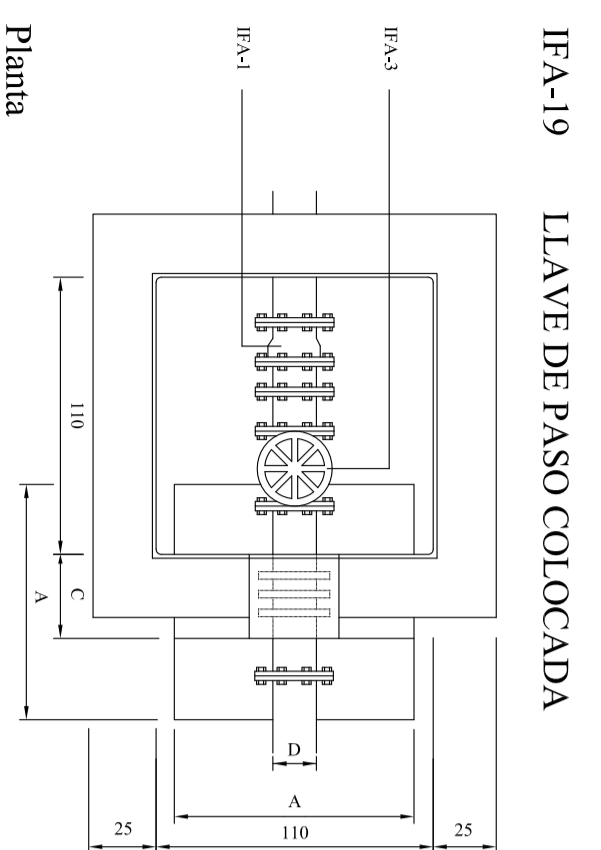 IFA-19 LLAVE DE PASO COLOCADA
IFA-3
IFA-1
110
C
A
D
A
25
110
25
Planta